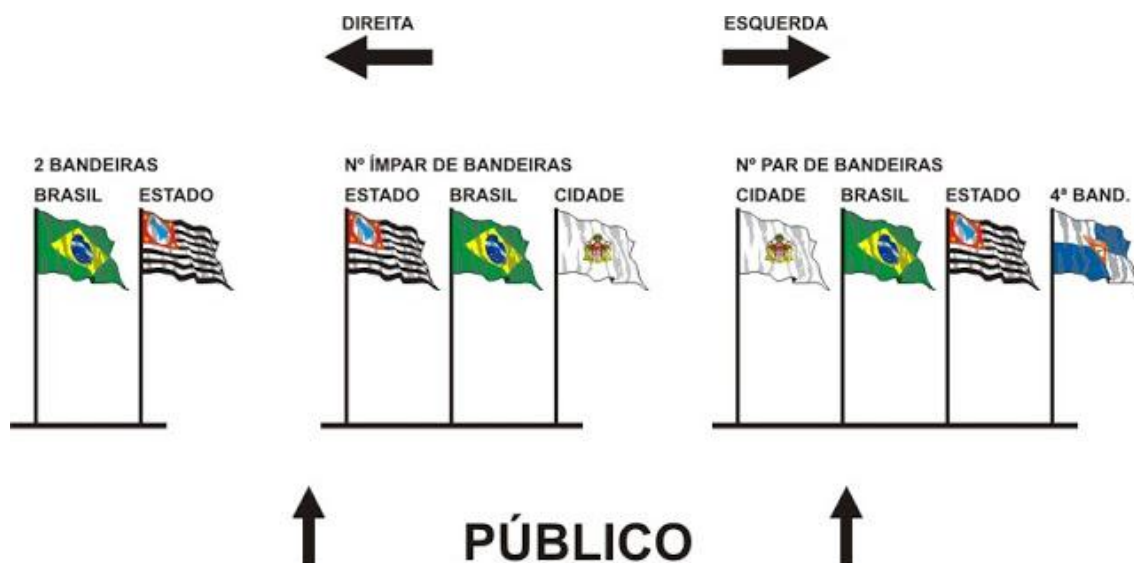 DIREITA
ESQUERDA
2 BANDEIRAS
BRASIL ESTADO
Nº ÍMPAR DE BANDEIRAS
ESTADO BRASIL CIDADE
Nº PAR DE BANDEIRAS
CIDADE BRASIL ESTADO 4ª BAND.
PÚBLICO